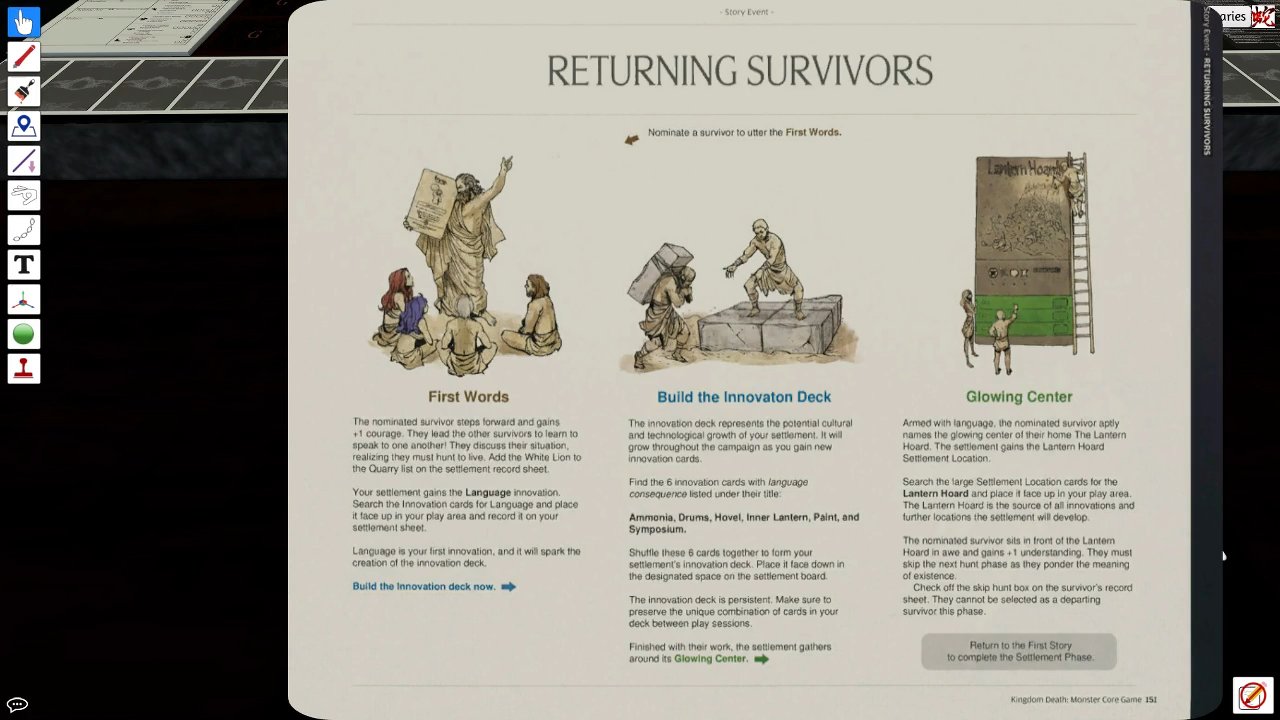 - Story Event -
aries
Story Event - RETURNING SURVIVORS
RETURNING SURVIVORS
Nominate a survivor to utter the First Words.
Lantern Hoard
First Words
The nominated survivor steps forward and gains
+1 courage. They lead the other survivors to learn to
speak to one another! They discuss their situation,
realizing they must hunt to live. Add the White Lion to
the Quarry list on the settlement record sheet.
Your settlement gains the Language innovation.
Search the Innovation cards for Language and place
it face up in your play area and record it on your
settlement sheet.
Language is your first innovation, and it will spark the
creation of the innovation deck.
Build the Innovation deck now.
Build the Innovaton Deck
The innovation deck represents the potential cultural
and technological growth of your settlement. It will
grow throughout the campaign as you gain new
innovation cards.
Find the 6 innovation cards with language
consequence listed under their title:
Ammonia, Drums, Hovel, Inner Lantern, Paint, and
Symposium.
Shuffle these 6 cards together to form your
settlement's innovation deck. Place it face down in
the designated space on the settlement board.
The innovation deck is persistent. Make sure to
preserve the unique combination of cards in your
deck between play sessions.
Finished with their work, the settlement gathers
around its Glowing Center.
Glowing Center
Armed with language, the nominated survivor aptly
names the glowing center of their home The Lantern
Hoard. The settlement gains the Lantern Hoard
Settlement Location.
Search the large Settlement Location cards for the
Lantern Hoard and place it face up in your play area.
The Lantern Hoard is the source of all innovations and
further locations the settlement will develop.
The nominated survivor sits in front of the Lantern
Hoard in awe and gains +1 understanding. They must
skip the next hunt phase as they ponder the meaning
of existence.
Check off the skip hunt box on the survivor's record
sheet. They cannot be selected as a departing
survivor this phase.
Return to the First Story
to complete the Settlement Phase.
Kingdom Death: Monster Core Game 151
T